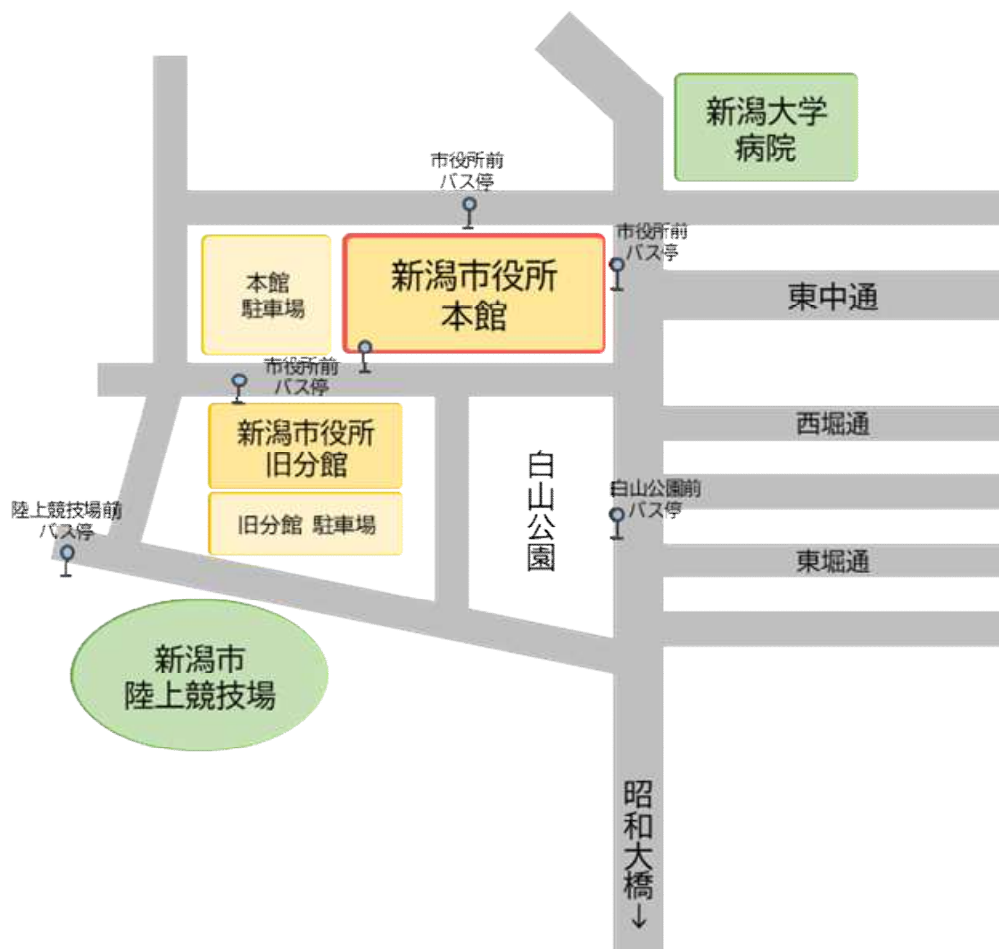 新潟大学
病院
市役所前
バス停
市役所前
バス停
新潟市役所
本館
本館
駐車場
東中通
市役所前
バス停
新潟市役所
旧分館
西堀通
白山公園
白山公園前
バス停
陸上競技場前
バス停
旧分館 駐車場
東堀通
新潟市
陸上競技場
昭和大橋↓